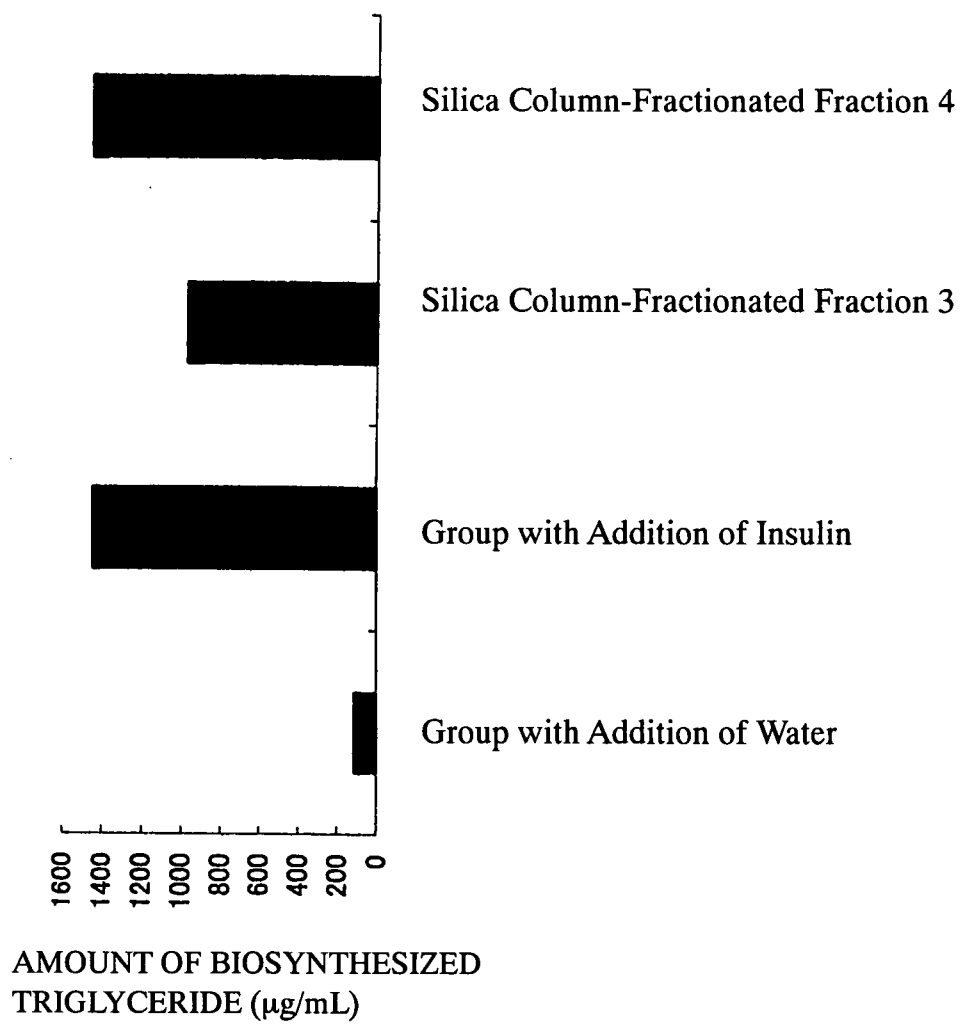 Silica Column-Fractionated Fraction 4
Silica Column-Fractionated Fraction 3
Group with Addition of Insulin
Group with Addition of Water
1600
1400
1200
1000
800
600
400
200
0
AMOUNT OF BIOSYNTHESIZED
TRIGLYCERIDE (μg/mL)